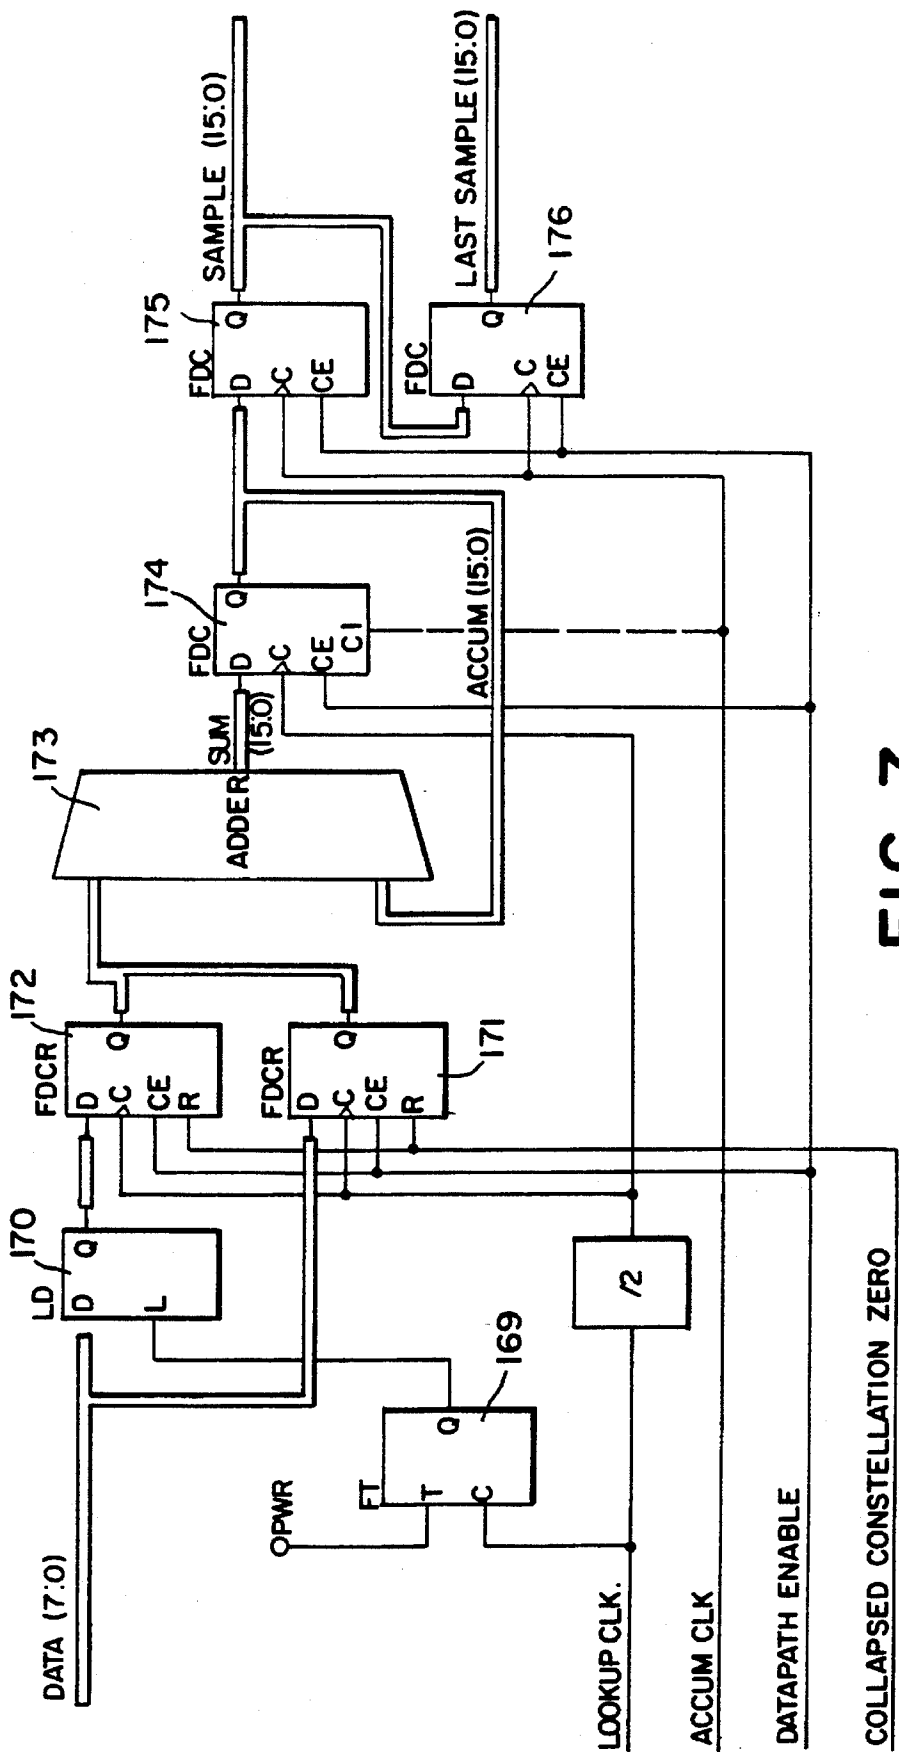 DATA (7:0)
LD
170
D
Q
L
FDCR
172
D
C
CE
R
Q
FDCR
171
D
C
CE
R
Q
OPWR
FT
169
T
C
Q
/2
173
ADDER
SUM
(15:0)
FDC
174
D
C
CE
CI
Q
ACCUM (15:0)
FDC
175
D
C
CE
Q
SAMPLE (15:0)
FDC
176
D
C
CE
Q
LAST SAMPLE (15:0)
LOOKUP CLK.
ACCUM CLK
DATAPATH ENABLE
COLLAPSED CONSTELLATION ZERO